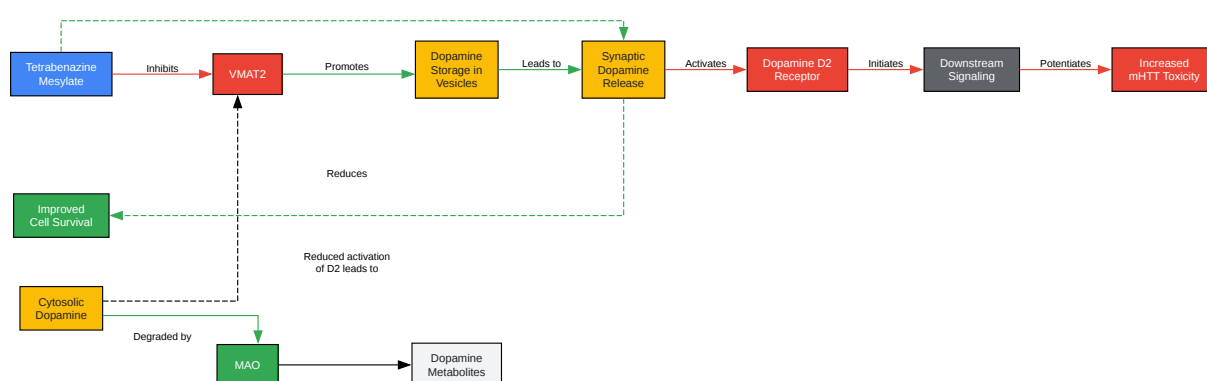 Tetrabenazine
Mesylate
Inhibits
VMAT2
Promotes
Dopamine
Storage in
Vesicles
Leads to
Synaptic
Dopamine
Release
Activates
Dopamine D2
Receptor
Initiates
Downstream
Signaling
Potentiates
Increased
mHTT Toxicity
Reduces
Improved
Cell Survival
Reduced activation
of D2 leads to
Cytosolic
Dopamine
Degraded by
MAO
Dopamine
Metabolites